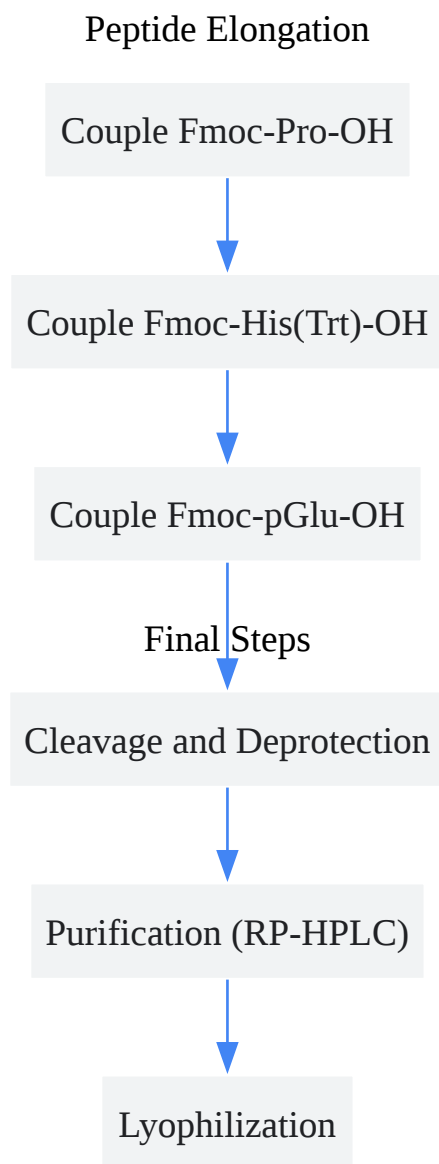 Peptide Elongation
Couple Fmoc-Pro-OH
Couple Fmoc-His(Trt)-OH
Couple Fmoc-pGlu-OH
Final Steps
Cleavage and Deprotection
Purification (RP-HPLC)
Lyophilization